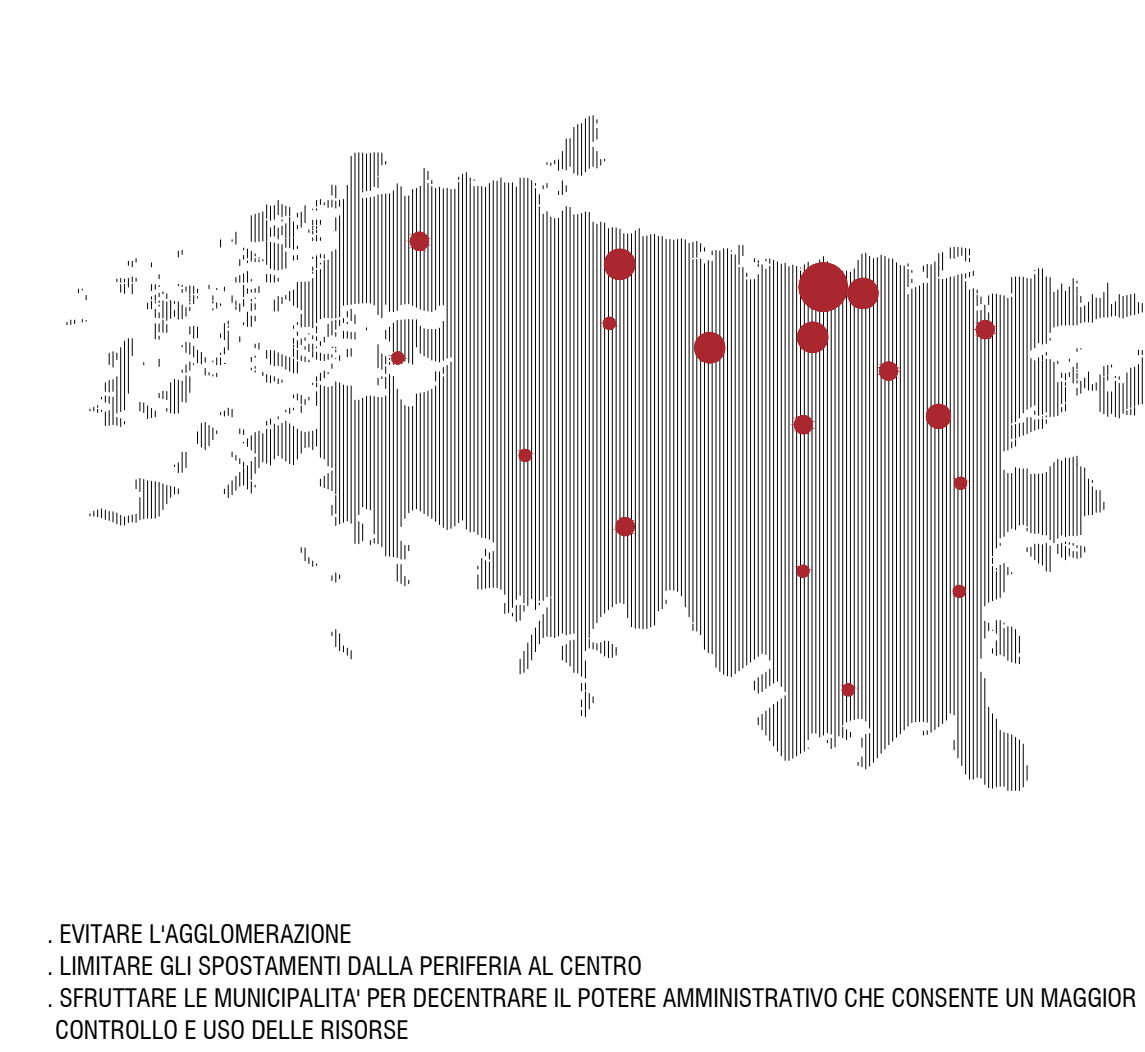 . EVITARE L'AGGLOMERAZIONE
. LIMITARE GLI SPOSTAMENTI DALLA PERIFERIA AL CENTRO
. SFRUTTARE LE MUNICIPALITA' PER DECENTRARE IL POTERE AMMINISTRATIVO CHE CONSENTE UN MAGGIOR
CONTROLLO E USO DELLE RISORSE